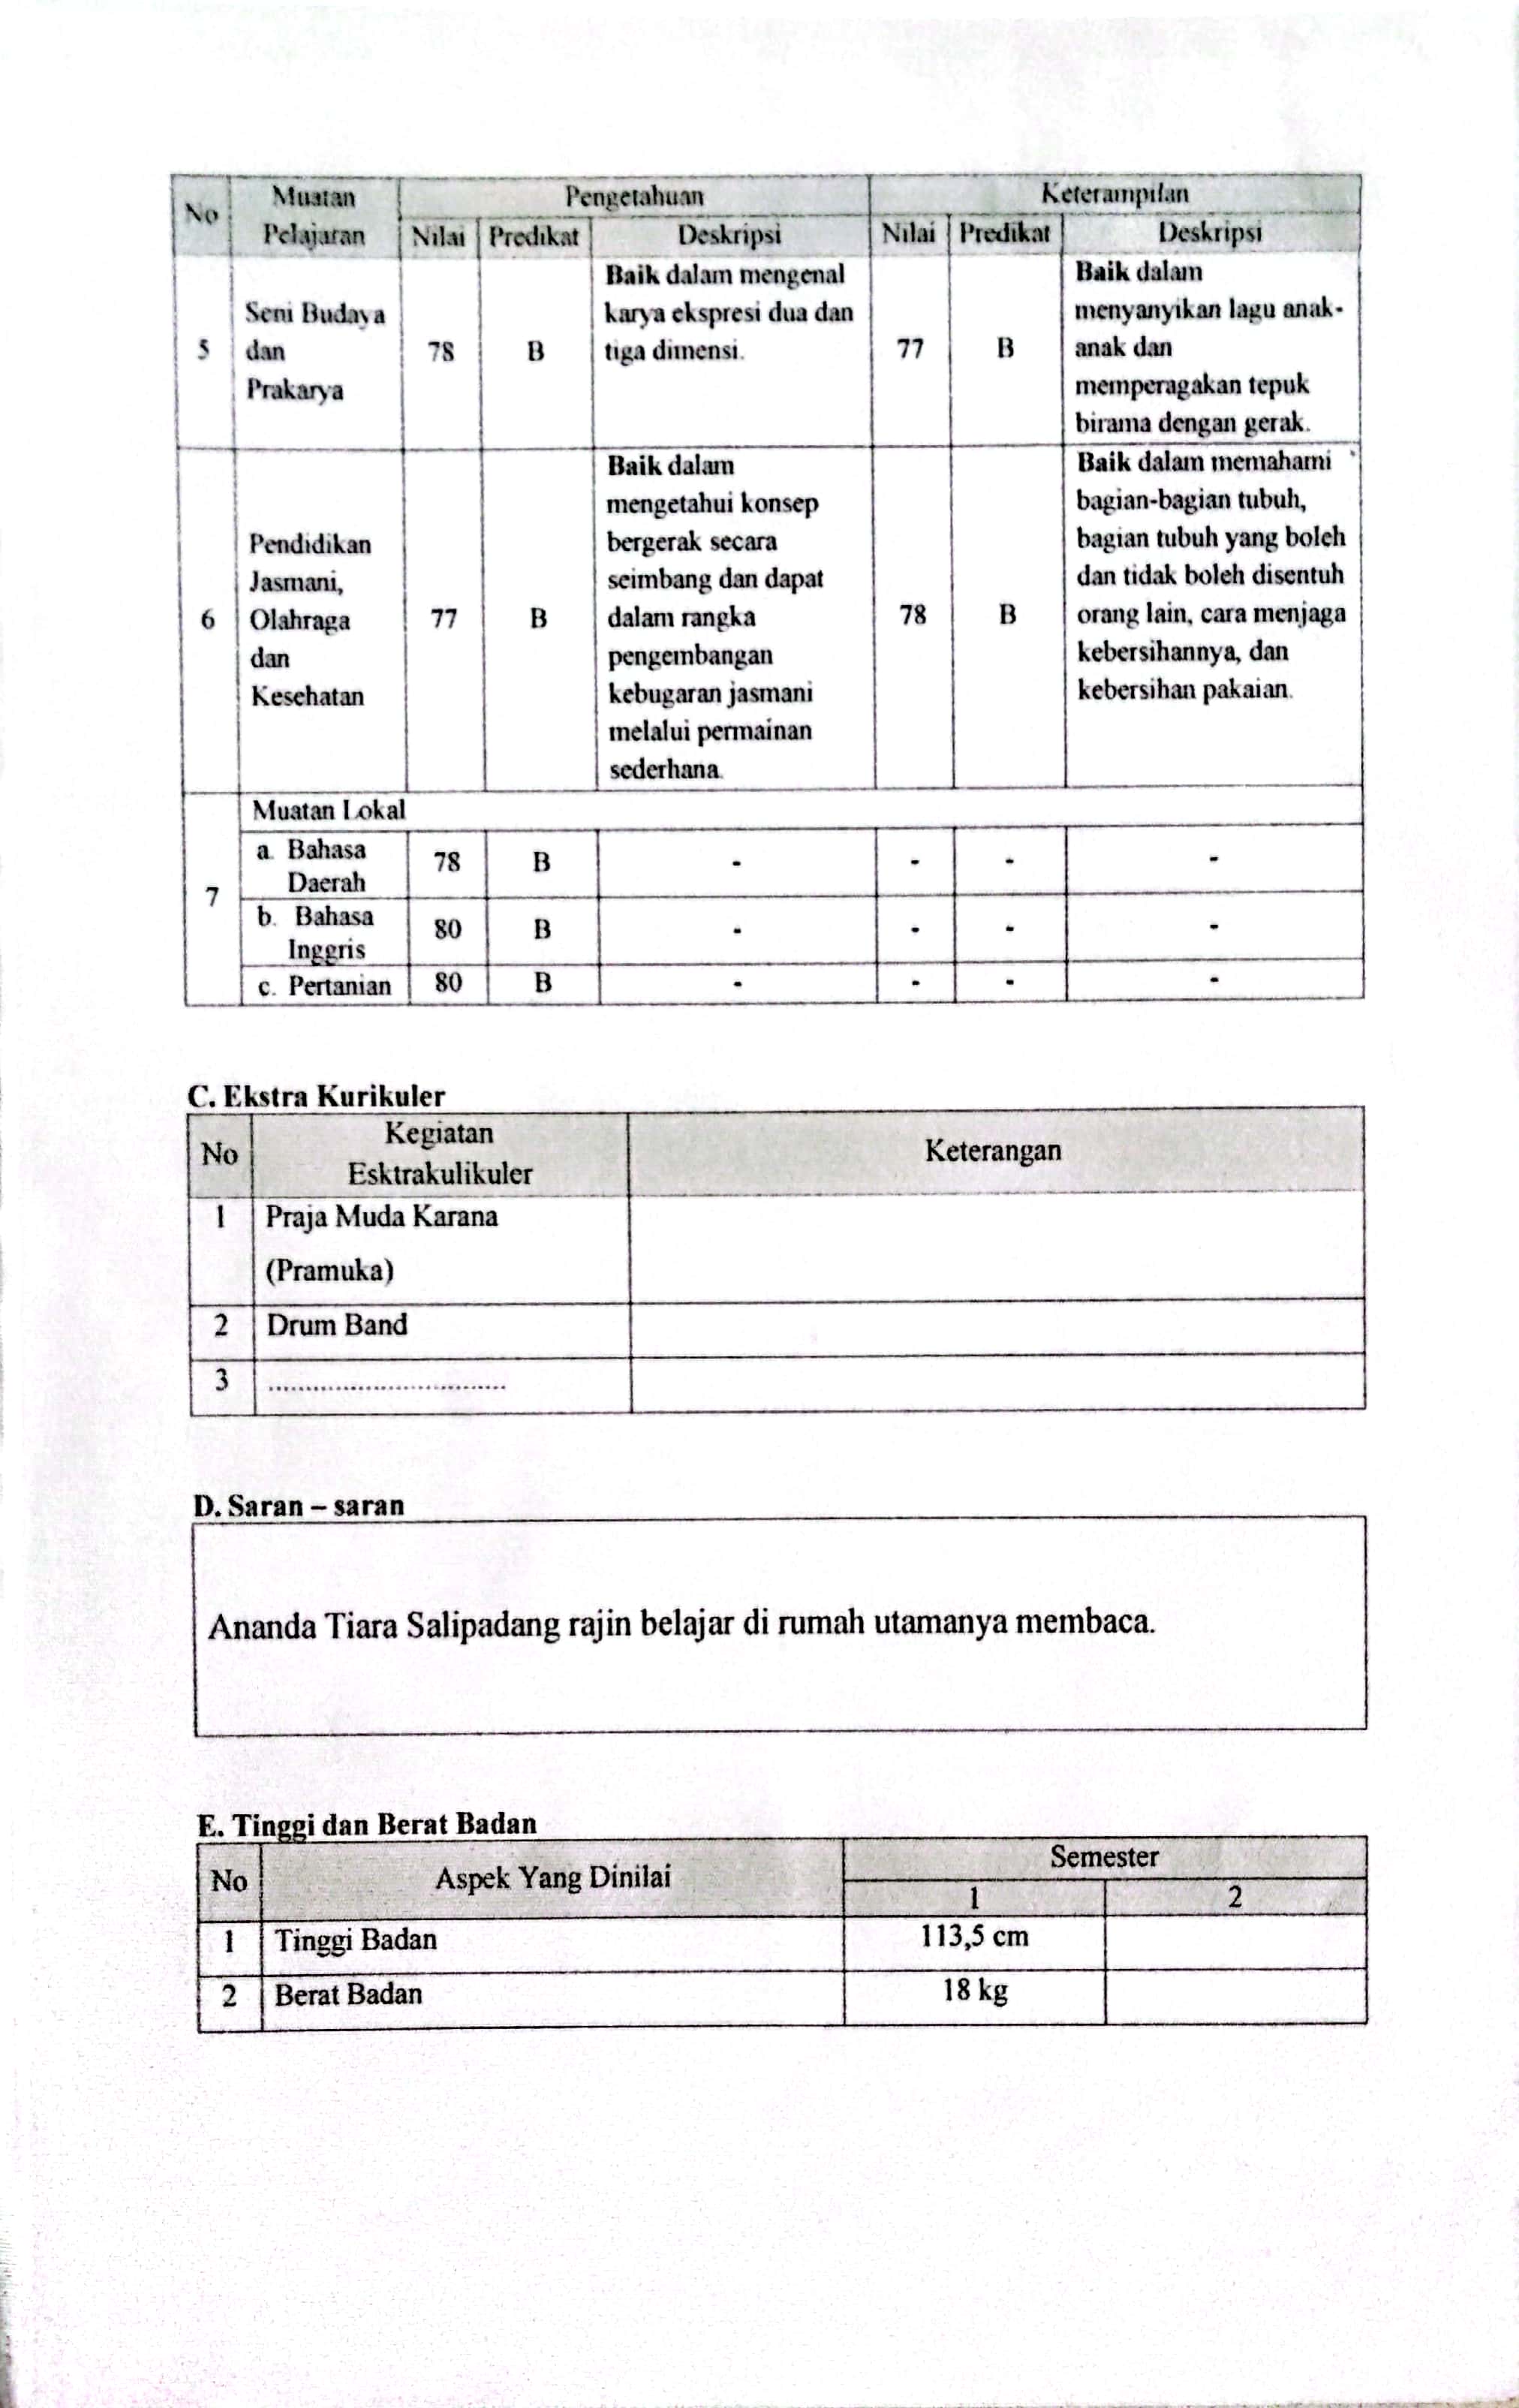 No Muatan Pelajaran Pengetahuan Keterampilan
Nilai Predikat Deskripsi Nilai Predikat Deskripsi
5 Seni Budaya dan Prakarya 78 B Baik dalam mengenal karya ekspresi dua dan tiga dimensi. 77 B Baik dalam menyanyikan lagu anak-anak dan memperagakan tepuk birama dengan gerak.
6 Pendidikan Jasmani, Olahraga dan Kesehatan 77 B Baik dalam mengetahui konsep bergerak secara seimbang dan dapat dalam rangka pengembangan kebugaran jasmani melalui permainan sederhana. 78 B Baik dalam memahami bagian-bagian tubuh, bagian tubuh yang boleh dan tidak boleh disentuh orang lain, cara menjaga kebersihannya, dan kebersihan pakaian.
7 Muatan Lokal
a. Bahasa Daerah 78 B - - - -
b. Bahasa Inggris 80 B - - - -
c. Pertanian 80 B - - - -
C. Ekstra Kurikuler
No Kegiatan Esktrakulikuler Keterangan
1 Praja Muda Karana
(Pramuka)
2 Drum Band
3 ................................
D. Saran – saran
Ananda Tiara Salipadang rajin belajar di rumah utamanya membaca.
E. Tinggi dan Berat Badan
No Aspek Yang Dinilai Semester
1 2
1 Tinggi Badan 113,5 cm
2 Berat Badan 18 kg